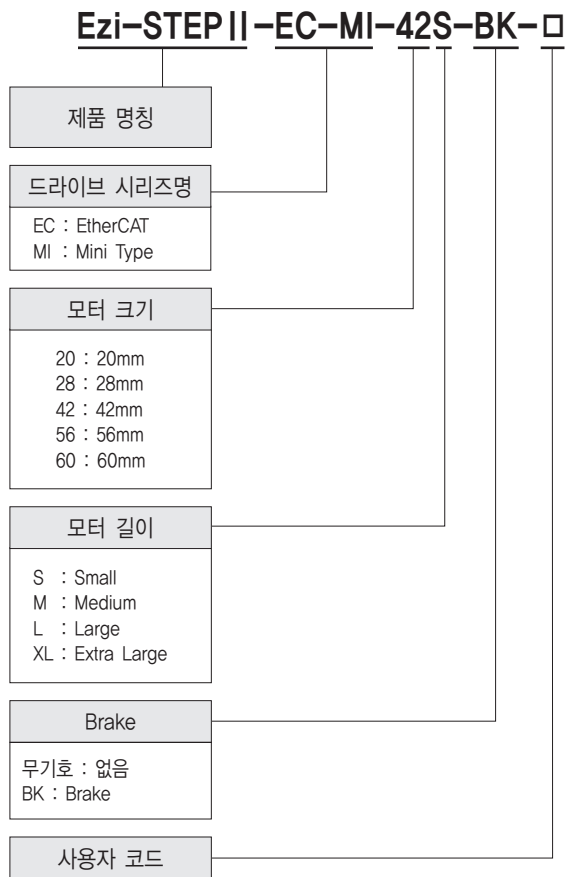 Ezi-STEPⅡ-EC-MI-42S-BK-□
제품 명칭
드라이브 시리즈명
EC : EtherCAT
MI : Mini Type
모터 크기
20 : 20mm
28 : 28mm
42 : 42mm
56 : 56mm
60 : 60mm
모터 길이
S : Small
M : Medium
L : Large
XL : Extra Large
Brake
무기호 : 없음
BK : Brake
사용자 코드